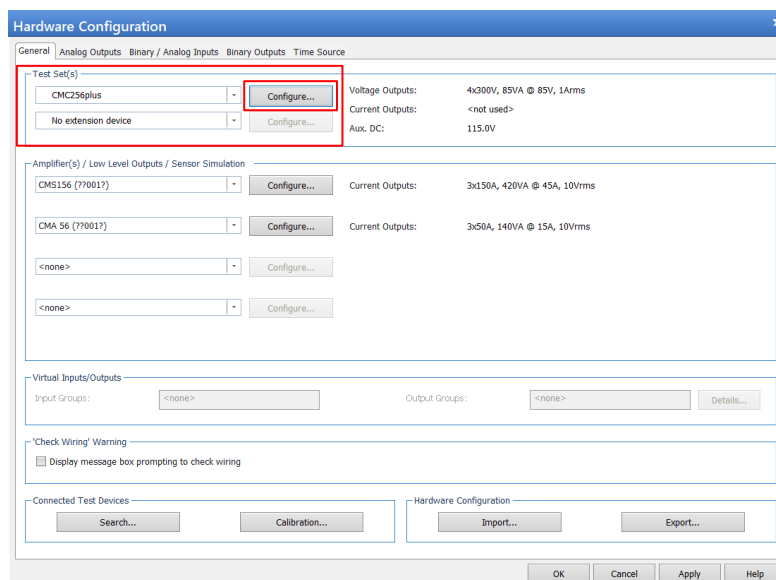 Hardware Configuration
General Analog Outputs Binary / Analog Inputs Binary Outputs Time Source
Test Set(s)
CMC256plus Configure... Voltage Outputs: 4x300V, 85VA @ 85V, 1Arms
Current Outputs: <not used>
No extension device Configure... Aux. DC: 115.0V
Amplifier(s) / Low Level Outputs / Sensor Simulation
CMS156 (??001?) Configure... Current Outputs: 3x150A, 420VA @ 45A, 10Vrms
CMA 56 (??001?) Configure... Current Outputs: 3x50A, 140VA @ 15A, 10Vrms
<none> Configure...
<none> Configure...
Virtual Inputs/Outputs
Input Groups: <none> Output Groups: <none> Details...
'Check Wiring' Warning
Display message box prompting to check wiring
Connected Test Devices Hardware Configuration
Search... Calibration... Import... Export...
OK Cancel Apply Help